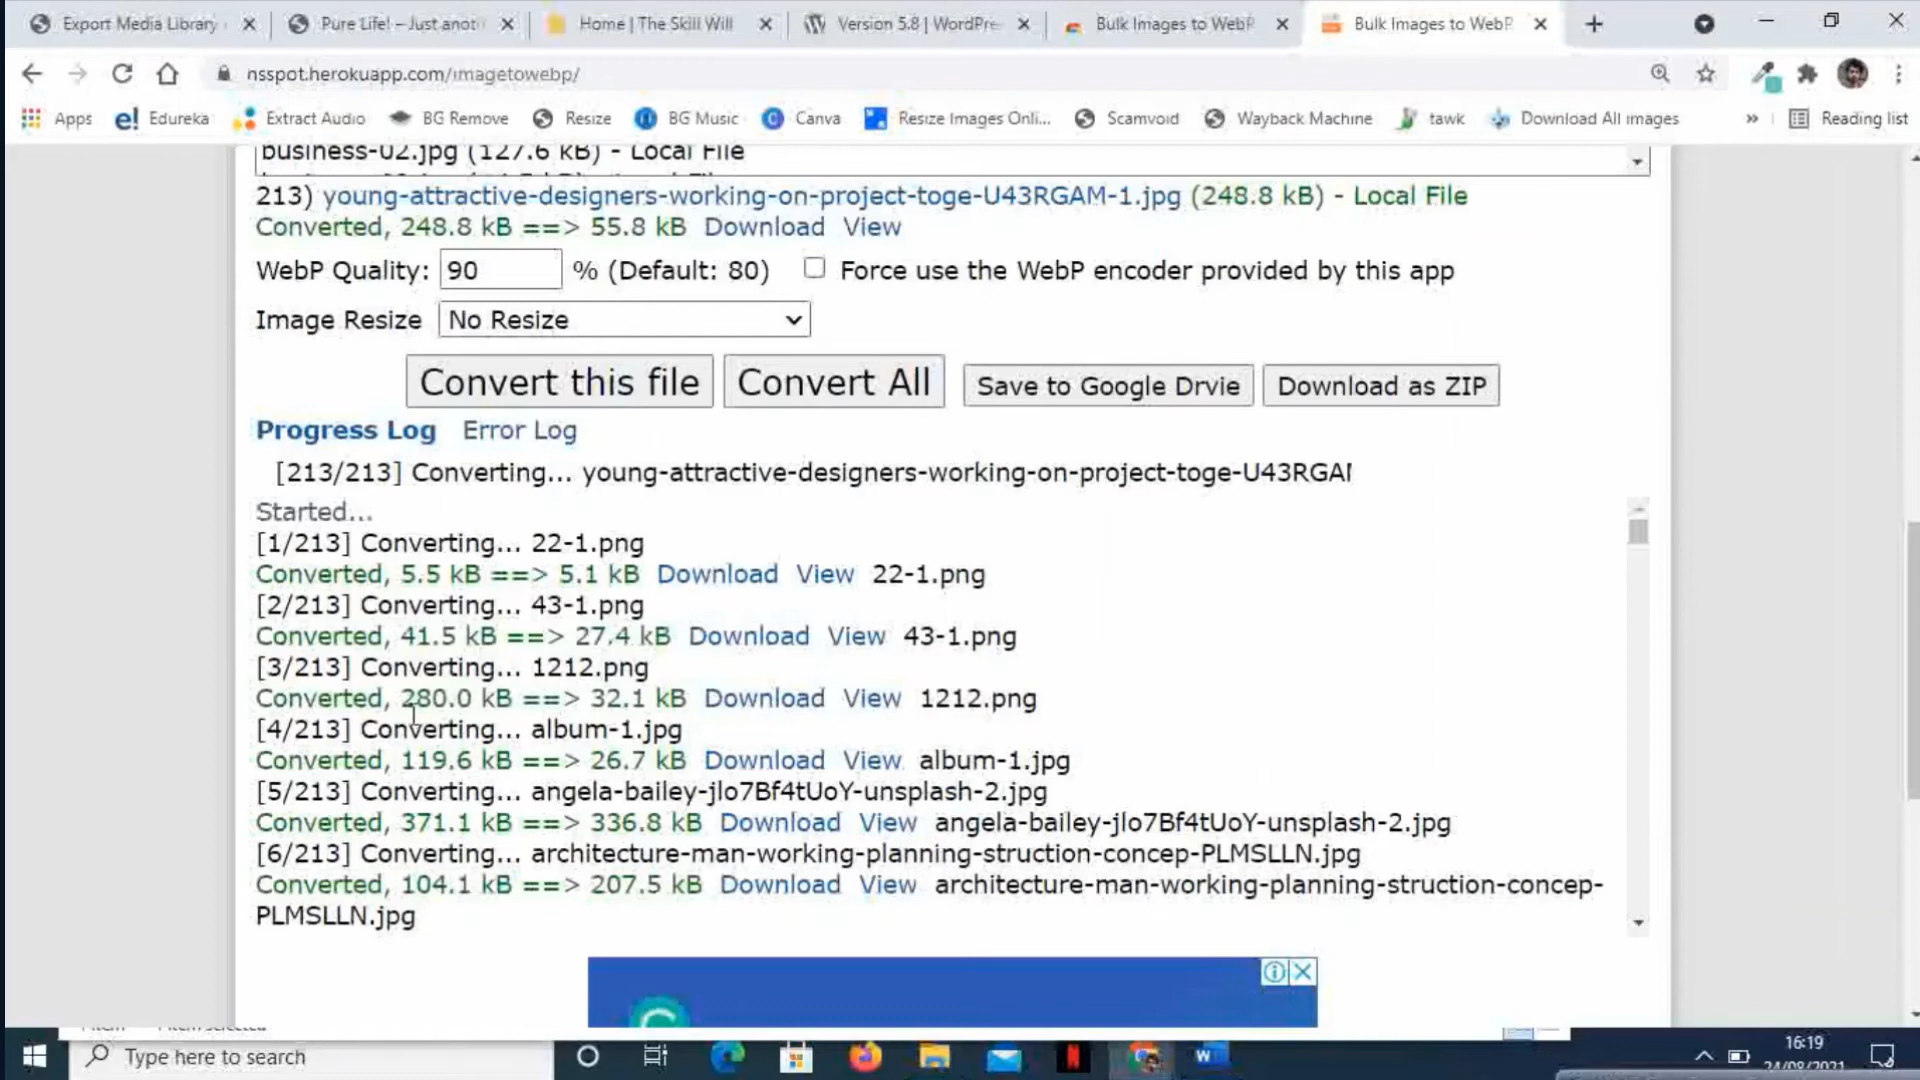 Export Media Library
Pure Life! – Just anot
Home | The Skill Will
Version 5.8 | WordPre
Bulk Images to WebP
Bulk Images to WebP
nsspot.herokuapp.com/imagetowebp/
Apps
Edureka
Extract Audio
BG Remove
Resize
BG Music
Canva
Resize Images Onli...
Scamvoid
Wayback Machine
tawk
Download All images
»
Reading list
business-02.jpg (127.6 kB) - Local File
213) young-attractive-designers-working-on-project-toge-U43RGAM-1.jpg (248.8 kB) - Local File
Converted, 248.8 kB ==> 55.8 kB Download View
WebP Quality: 90 % (Default: 80) Force use the WebP encoder provided by this app
Image Resize No Resize
Convert this file Convert All Save to Google Drvie Download as ZIP
Progress Log Error Log
[213/213] Converting... young-attractive-designers-working-on-project-toge-U43RGAM
Started...
[1/213] Converting... 22-1.png
Converted, 5.5 kB ==> 5.1 kB Download View 22-1.png
[2/213] Converting... 43-1.png
Converted, 41.5 kB ==> 27.4 kB Download View 43-1.png
[3/213] Converting... 1212.png
Converted, 280.0 kB ==> 32.1 kB Download View 1212.png
[4/213] Converting... album-1.jpg
Converted, 119.6 kB ==> 26.7 kB Download View album-1.jpg
[5/213] Converting... angela-bailey-jlo7Bf4tUoY-unsplash-2.jpg
Converted, 371.1 kB ==> 336.8 kB Download View angela-bailey-jlo7Bf4tUoY-unsplash-2.jpg
[6/213] Converting... architecture-man-working-planning-struction-concep-PLMSLLN.jpg
Converted, 104.1 kB ==> 207.5 kB Download View architecture-man-working-planning-struction-concep-
PLMSLLN.jpg
Type here to search
16:19
24/08/2021